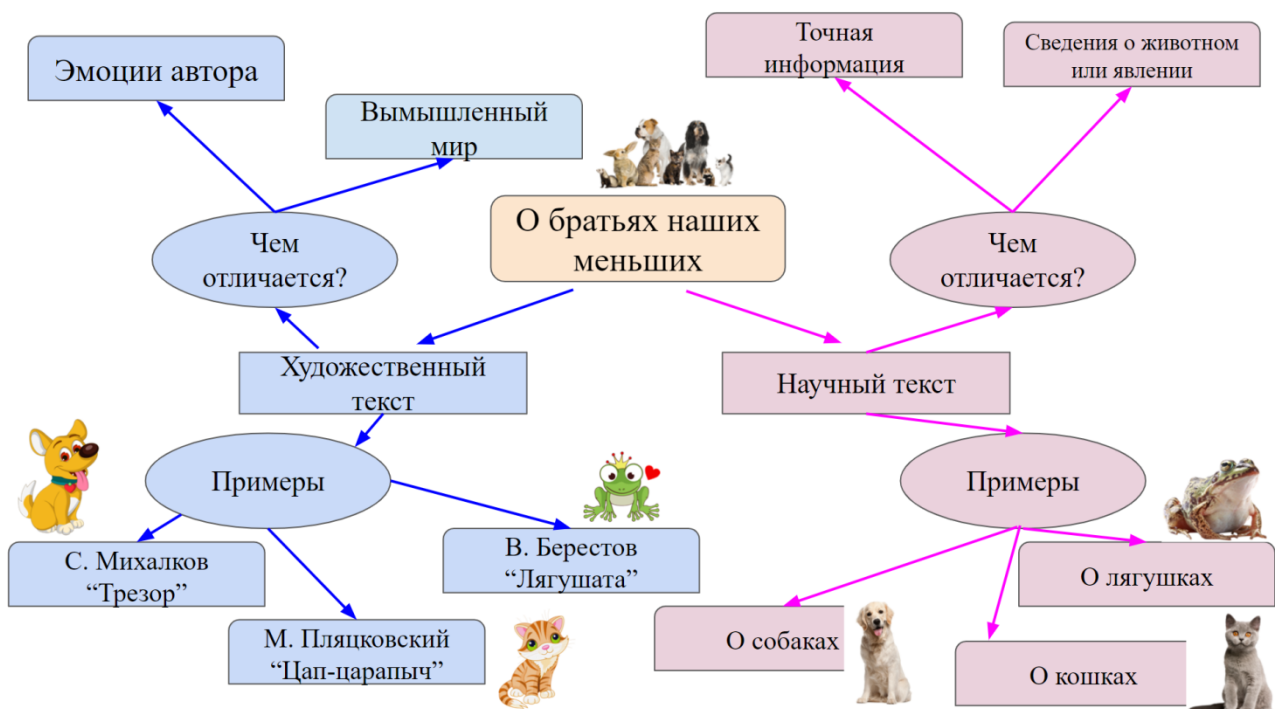 Эмоции автора
Вымышленный
мир
Точная
информация
Сведения о животном
или явлении
О братьях наших
меньших
Чем
отличается?
Чем
отличается?
Художественный
текст
Научный текст
Примеры
Примеры
С. Михалков
“Трезор”
В. Берестов
“Лягушата”
М. Пляцковский
“Цап-царапыч”
О лягушках
О собаках
О кошках